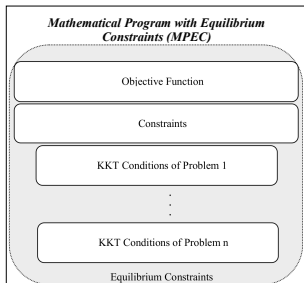 Mathematical Program with Equilibrium
Constraints (MPEC)
Objective Function
Constraints
KKT Conditions of Problem 1
.
.
.
KKT Conditions of Problem n
Equilibrium Constraints